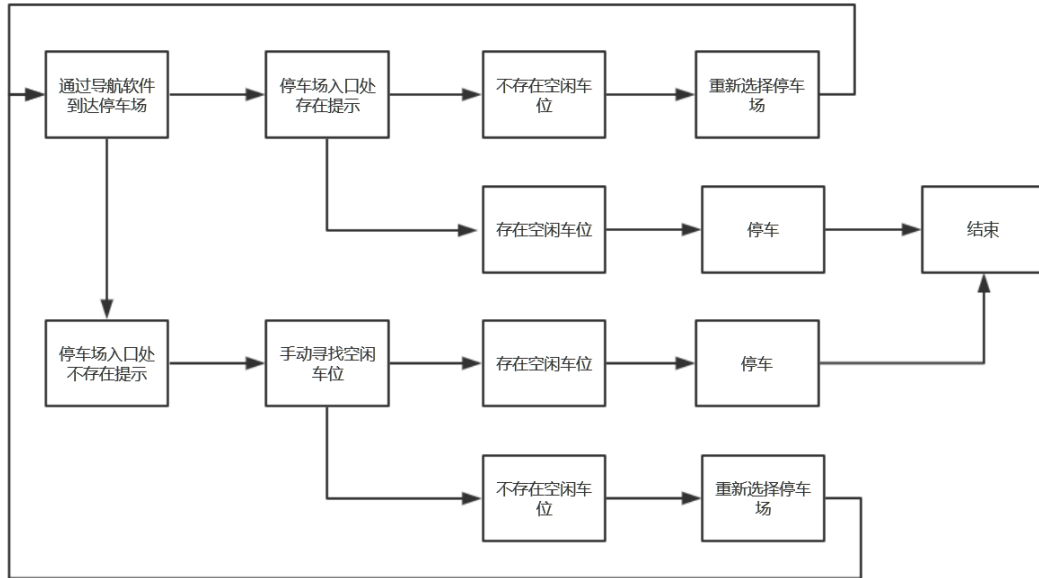 通过导航软件
到达停车场
停车场入口处
存在提示
不存在空闲车
位
重新选择停车
场
存在空闲车位
停车
结束
停车场入口处
不存在提示
手动寻找空闲
车位
存在空闲车位
停车
不存在空闲车
位
重新选择停车
场